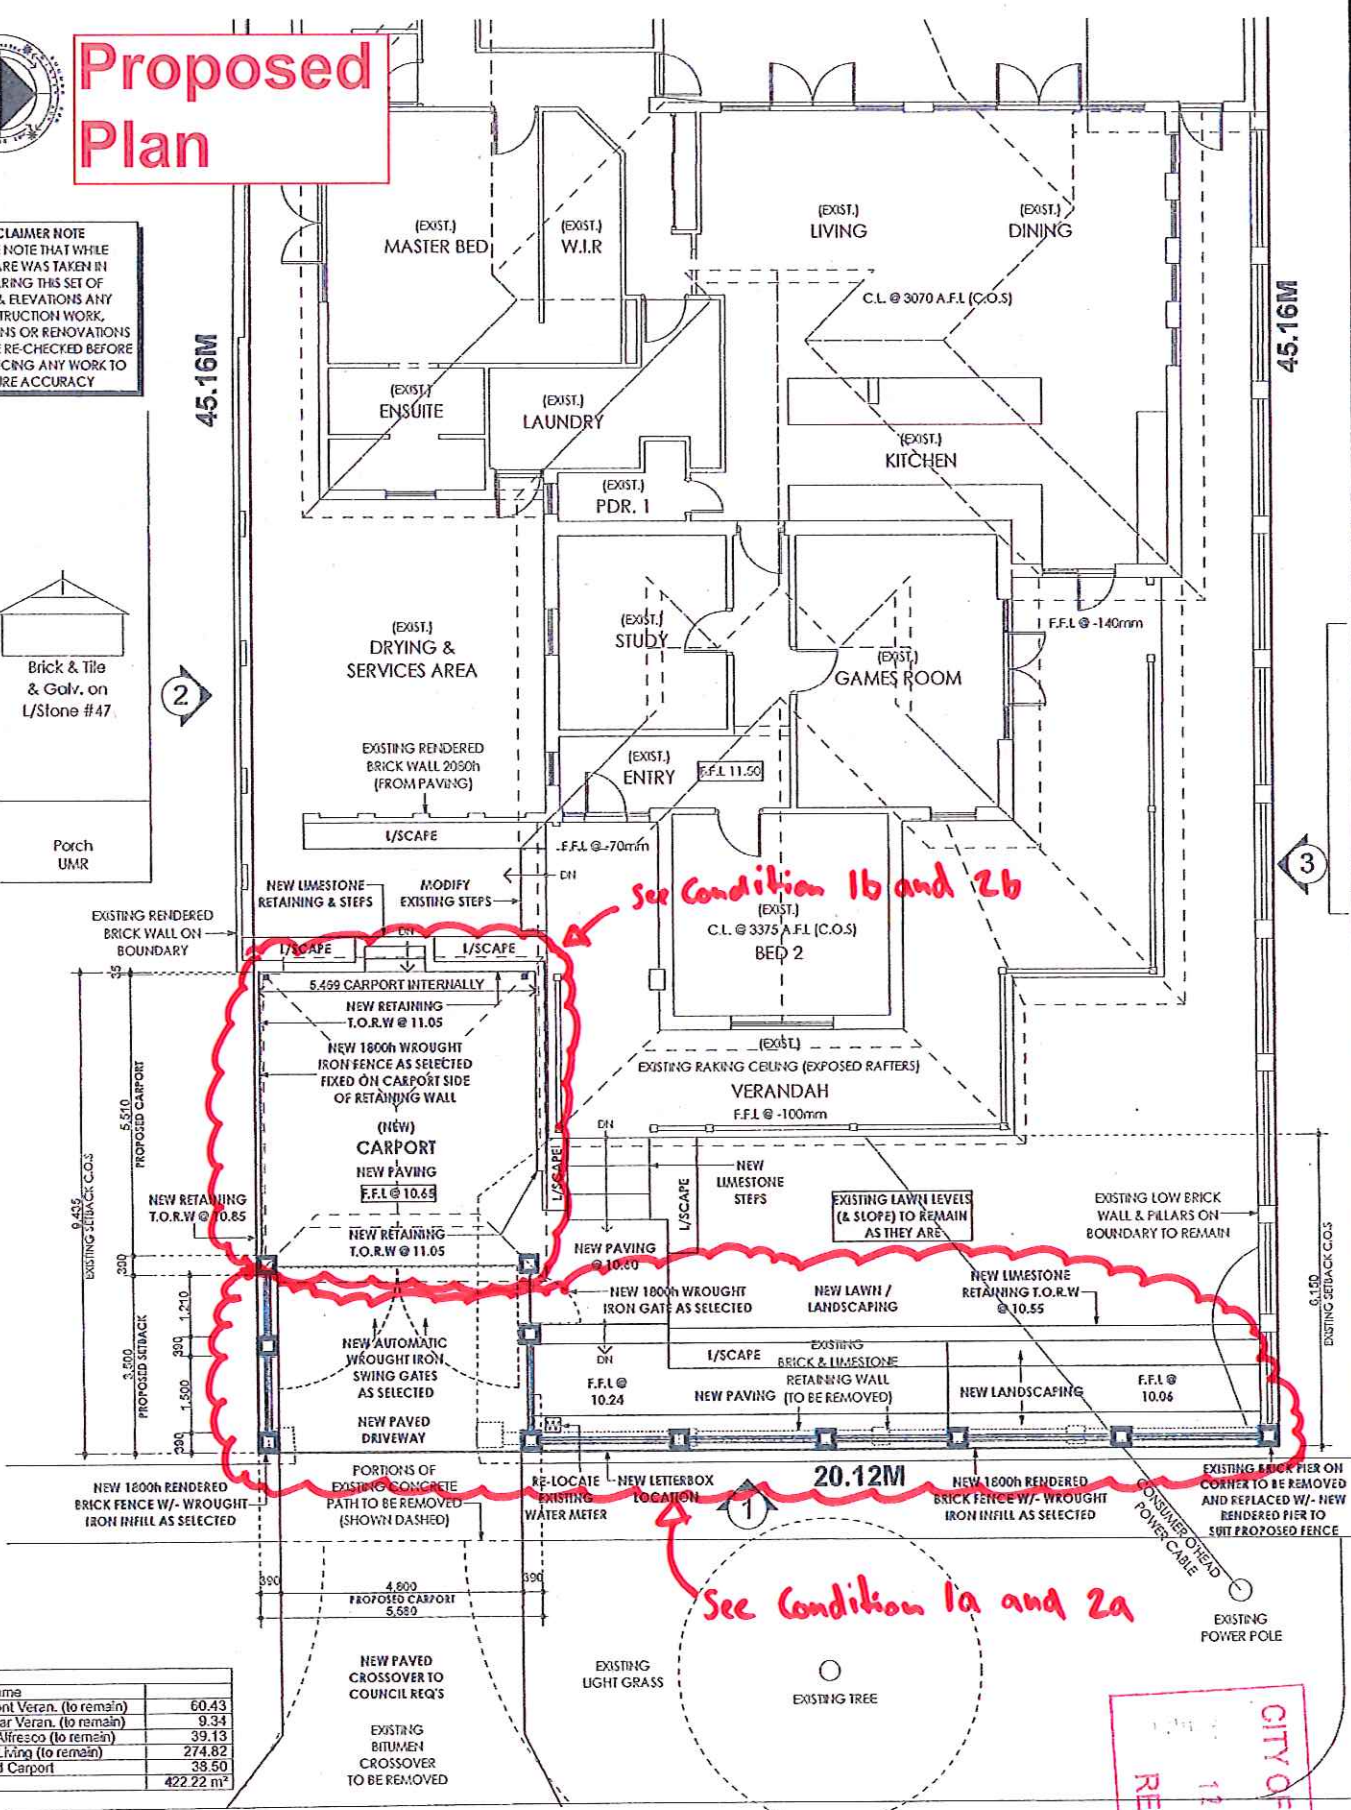 Proposed
Plan
CLAIMER NOTE
NOTE THAT WHILE
ARE WAS TAKEN IN
RING THIS SET OF
& ELEVATIONS ANY
TRUCTION WORK,
NS OR RENOVATIONS
RE-CHECKED BEFORE
CING ANY WORK TO
RE ACCURACY
45.16M
45.16M
(EXIST.)
MASTER BED
(EXIST.)
W.I.R
(EXIST.)
LIVING
(EXIST.)
DINING
C.L. @ 3070 A.F.L (C.O.S)
(EXIST.)
ENSUITE
(EXIST.)
LAUNDRY
(EXIST.)
KITCHEN
(EXIST.)
PDR. 1
Brick & Tile
& Galv. on
L/Stone #47
2
(EXIST.)
DRYING &
SERVICES AREA
(EXIST.)
STUDY
(EXIST.)
GAMES ROOM
F.F.L @ -140mm
EXISTING RENDERED
BRICK WALL 2080h
(FROM PAVING)
(EXIST.)
ENTRY
F.F.L 11.50
L/SCAPE
F.F.L @ -70mm
Porch
UMR
3
NEW LIMESTONE
RETAINING & STEPS
MODIFY
EXISTING STEPS
DN
See Condition 1b and 2b
EXISTING RENDERED
BRICK WALL ON
BOUNDARY
(EXIST.)
C.L. @ 3375 A.F.L (C.O.S)
BED 2
DN
L/SCAPE
L/SCAPE
35
5.459 CARPORT INTERNALLY
NEW RETAINING
T.O.R.W @ 11.05
NEW 1800h WROUGHT
IRON FENCE AS SELECTED
FIXED ON CARPORT SIDE
OF RETAINING WALL
(NEW)
CARPORT
NEW PAVING
F.F.L @ 10.65
NEW RETAINING
T.O.R.W @ 11.05
5,510
PROPOSED CARPORT
9,435
EXISTING SETBACK C.O.S
NEW RETAINING
T.O.R.W @ 10.85
(EXIST.)
EXISTING RAKING CEILING (EXPOSED RAFTERS)
VERANDAH
F.F.L @ -100mm
DN
L/SCAPE
NEW
LIMESTONE
STEPS
L/SCAPE
EXISTING LAWN LEVELS
(& SLOPE) TO REMAIN
AS THEY ARE
EXISTING LOW BRICK
WALL & PILLARS ON
BOUNDARY TO REMAIN
6,150
EXISTING SETBACK C.O.S
NEW PAVING
@ 10.60
390
1,210
390
1,500
390
3,500
PROPOSED SETBACK
NEW 1800h WROUGHT
IRON GATE AS SELECTED
NEW LAWN /
LANDSCAPING
NEW LIMESTONE
RETAINING T.O.R.W
@ 10.55
NEW AUTOMATIC
WROUGHT IRON
SWING GATES
AS SELECTED
DN
L/SCAPE
EXISTING
BRICK & LIMESTONE
RETAINING WALL
(TO BE REMOVED)
F.F.L @
10.24
NEW PAVING
NEW LANDSCAPING
F.F.L @
10.06
NEW PAVED
DRIVEWAY
NEW 1800h RENDERED
BRICK FENCE W/- WROUGHT
IRON INFILL AS SELECTED
PORTIONS OF
EXISTING CONCRETE
PATH TO BE REMOVED
(SHOWN DASHED)
RE-LOCATE
EXISTING
WATER METER
NEW LETTERBOX
LOCATION
1
20.12M
NEW 1800h RENDERED
BRICK FENCE W/- WROUGHT
IRON INFILL AS SELECTED
EXISTING BRICK PIER ON
CORNER TO BE REMOVED
AND REPLACED W/- NEW
RENDERED PIER TO
SUIT PROPOSED FENCE
CONSUMER O'HEAD
POWER CABLE
390
4,800
390
PROPOSED CARPORT
5,580
See Condition 1a and 2a
EXISTING
POWER POLE
NEW PAVED
CROSSOVER TO
COUNCIL REQ'S
EXISTING
LIGHT GRASS
EXISTING TREE
EXISTING
BITUMEN
CROSSOVER
TO BE REMOVED
me
nt Veran. (to remain) 60.43
ar Veran. (to remain) 9.34
Alfresco (to remain) 39.13
Living (to remain) 274.82
d Carport 38.50
422.22 m²
CITY OF
RE